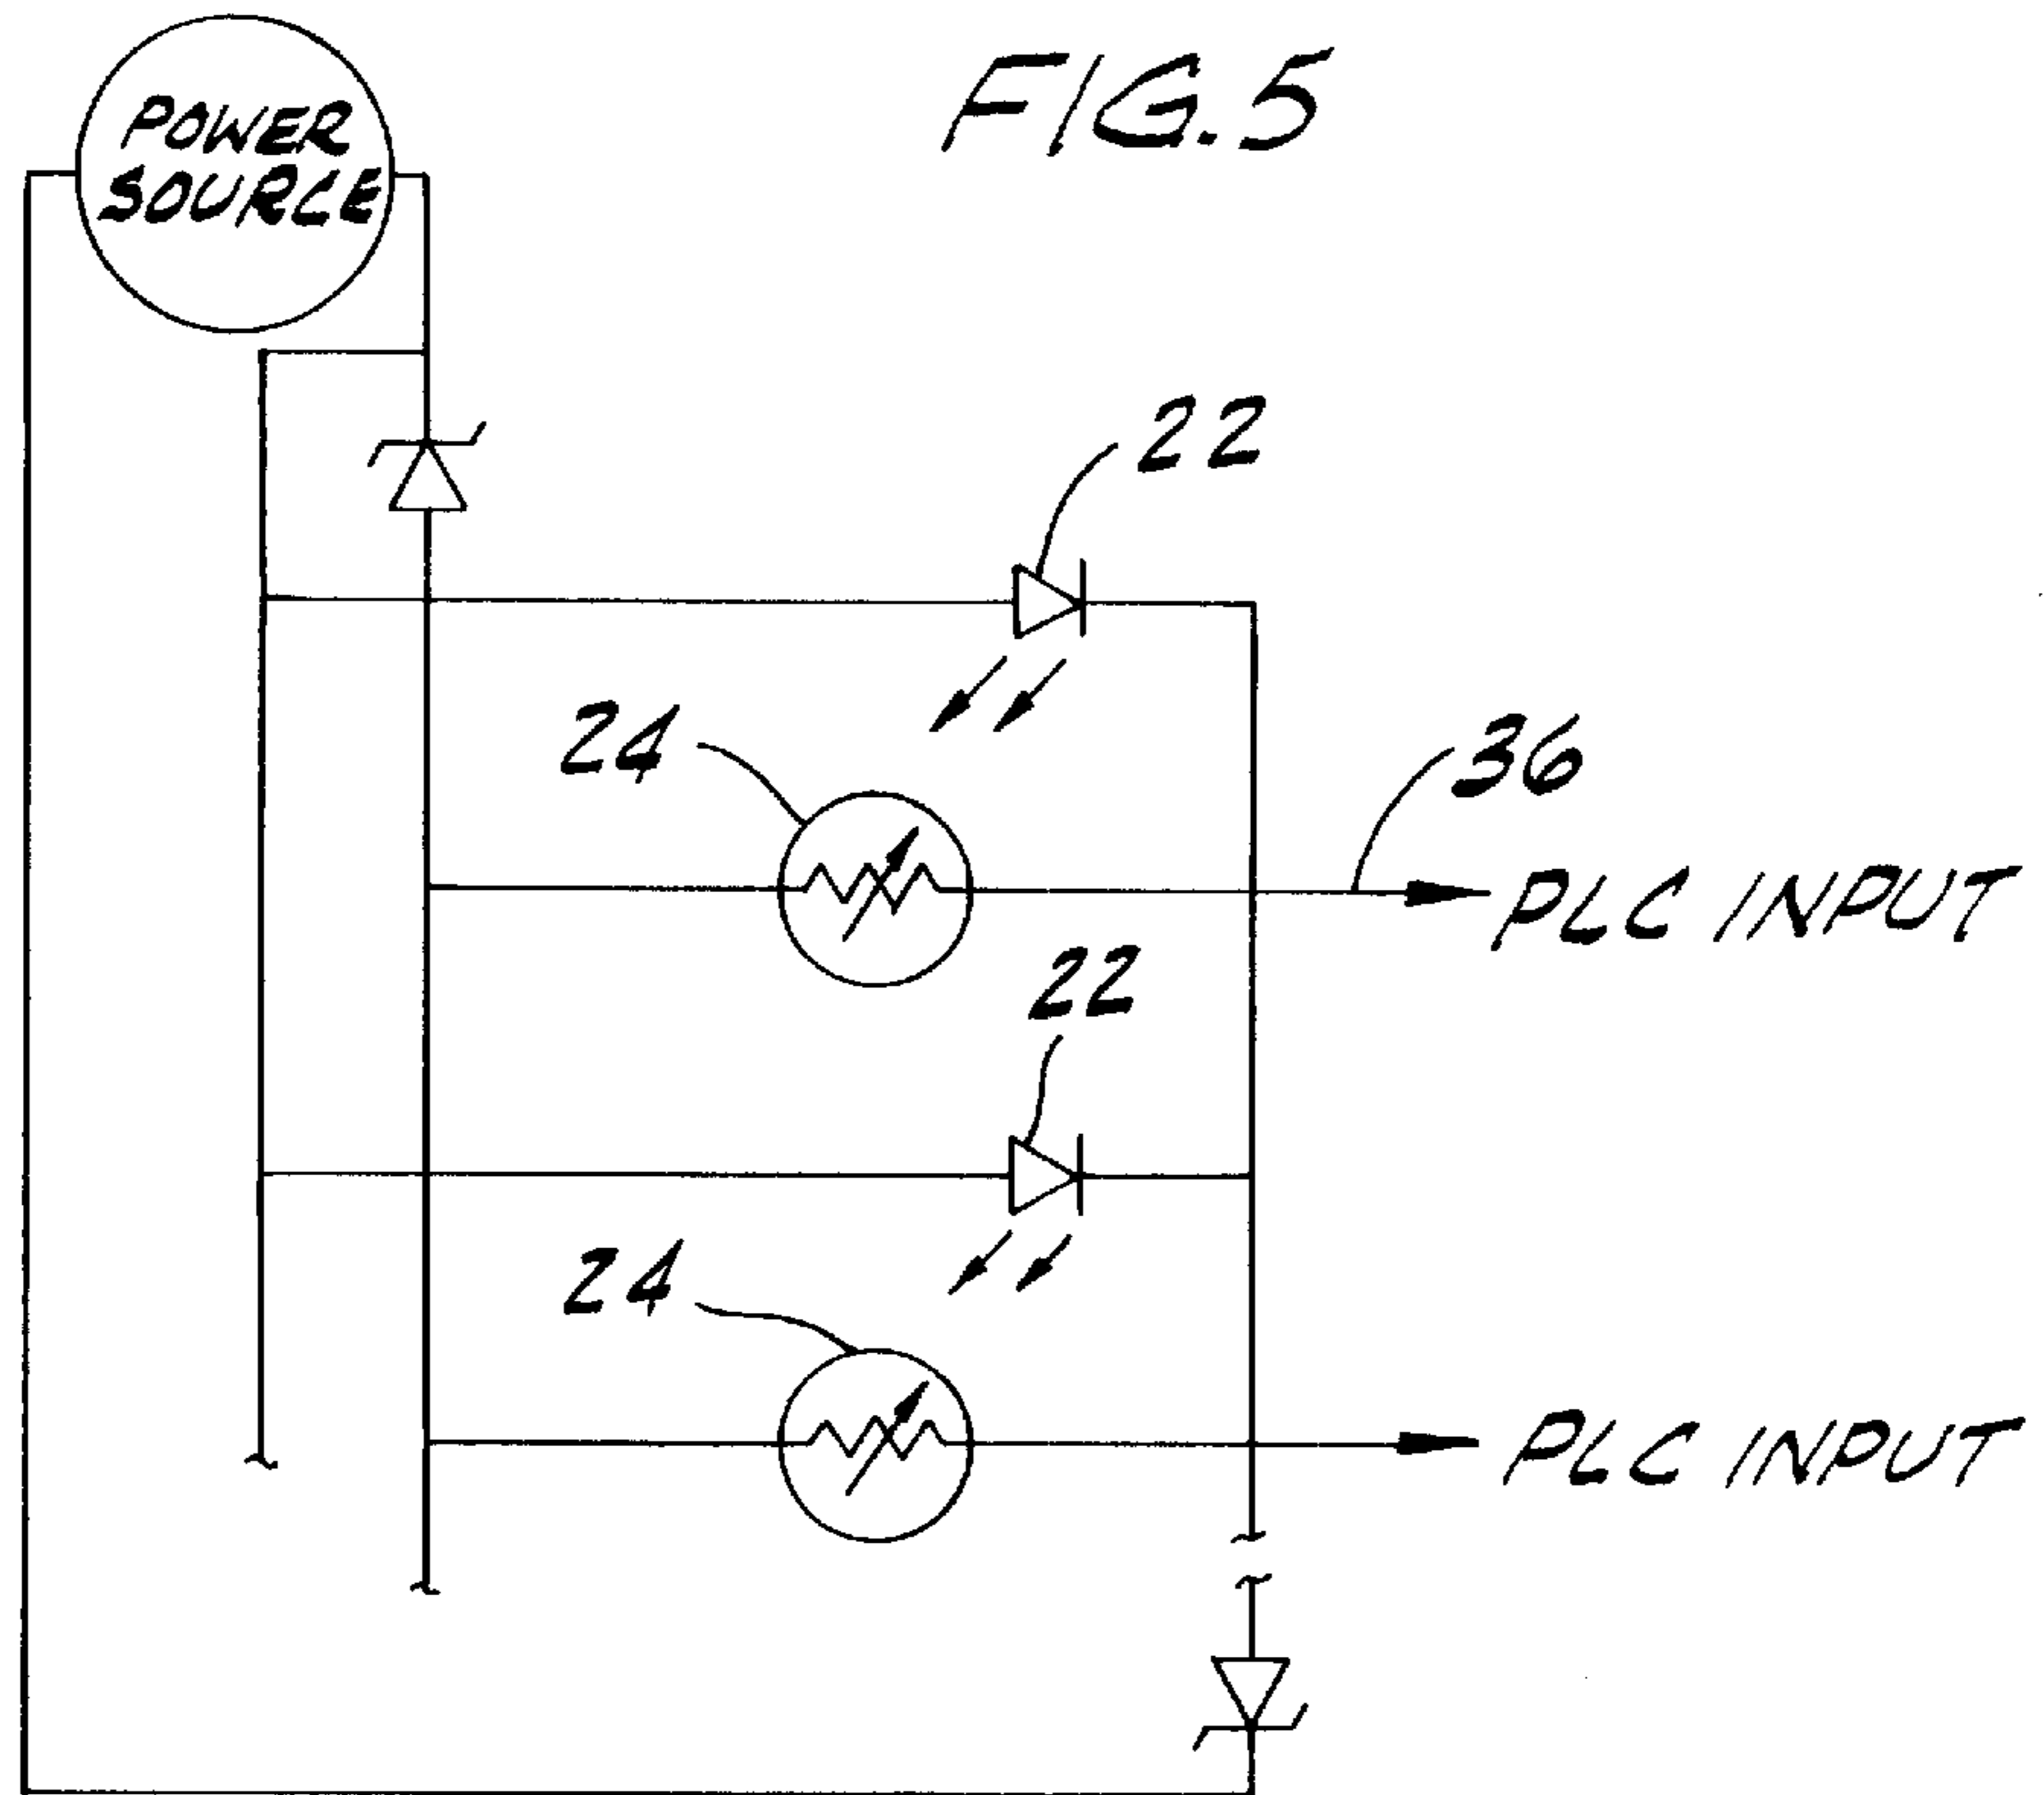 FIG. 5
POWER
SOURCE
22
24
36
PLC INPUT
22
24
PLC INPUT